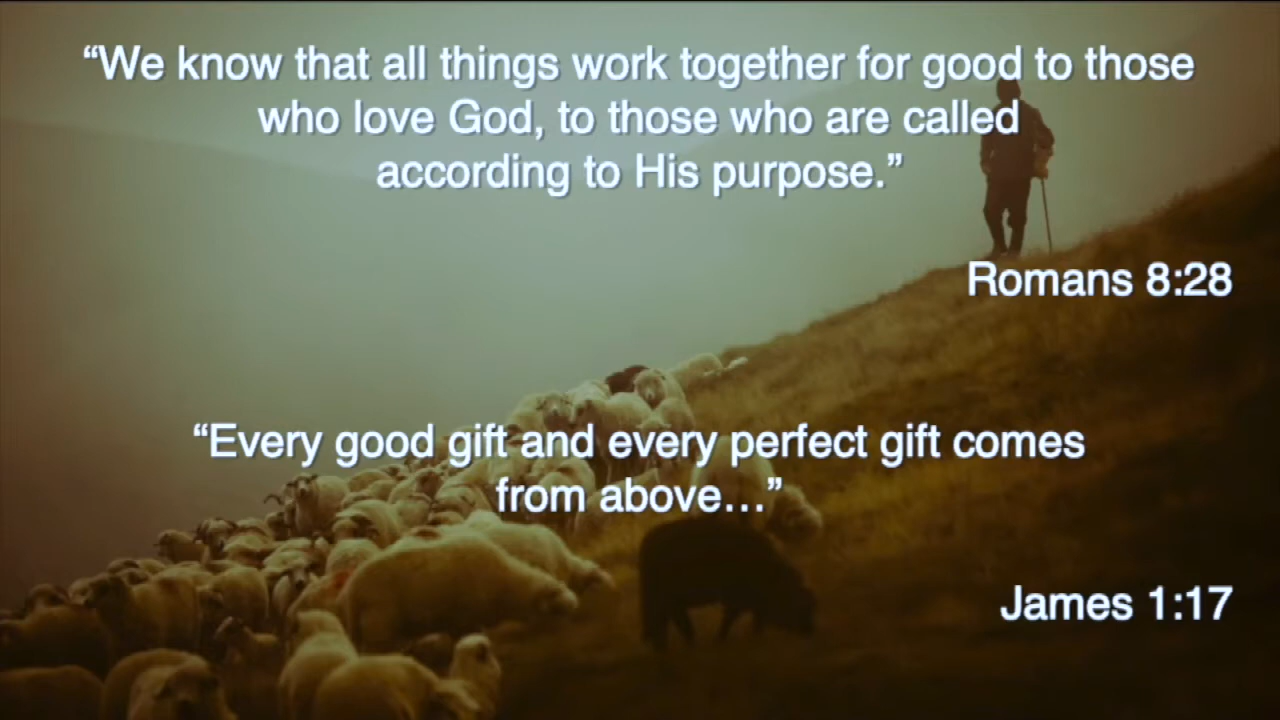 “We know that all things work together for good to those
who love God, to those who are called
according to His purpose.”
Romans 8:28
“Every good gift and every perfect gift comes
from above…”
James 1:17